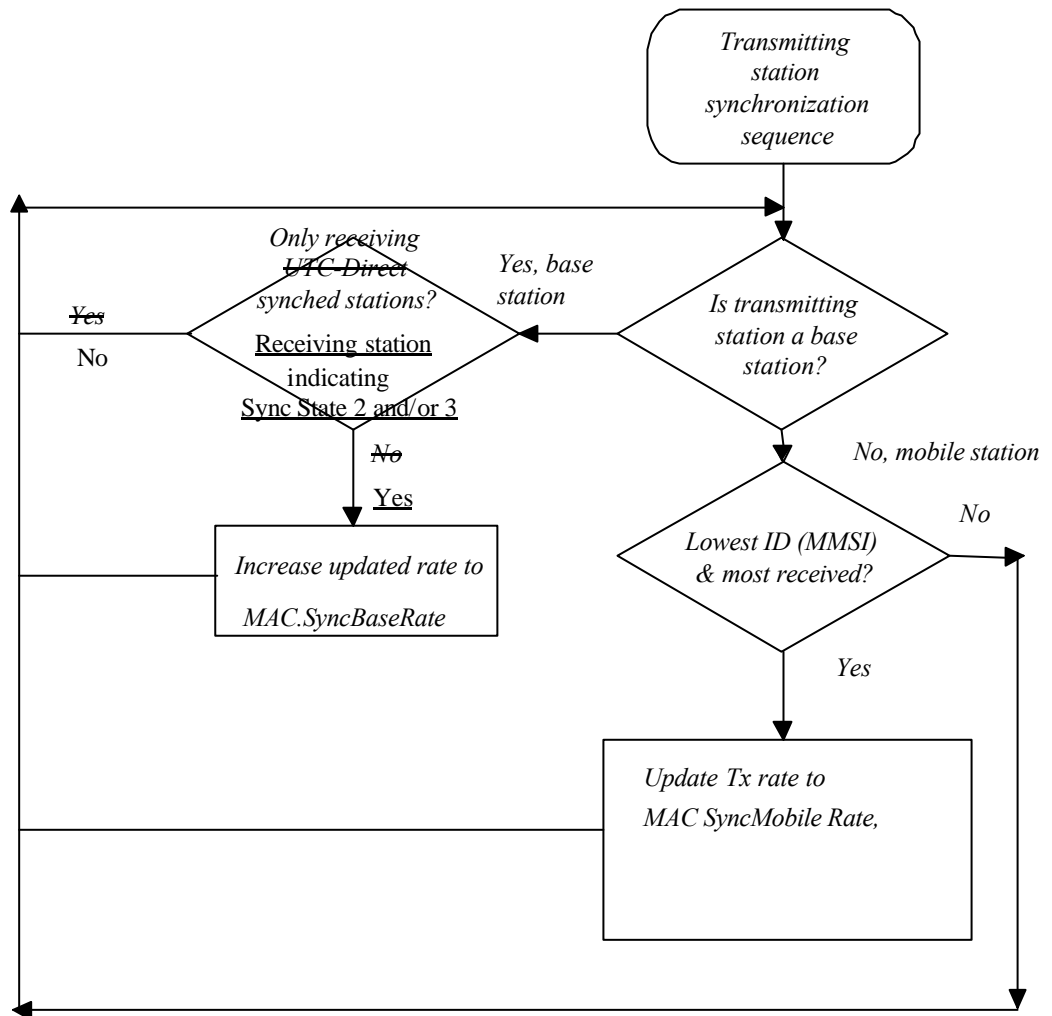 Transmitting
station
synchronization
sequence
Only receiving
UTC-Direct
synched stations?
Receiving station
indicating
Sync State 2 and/or 3
Yes, base
station
Is transmitting
station a base
station?
Yes
No
No
Yes
No, mobile station
No
Lowest ID (MMSI)
& most received?
Increase updated rate to
MAC.SyncBaseRate
Yes
Update Tx rate to
MAC SyncMobile Rate,